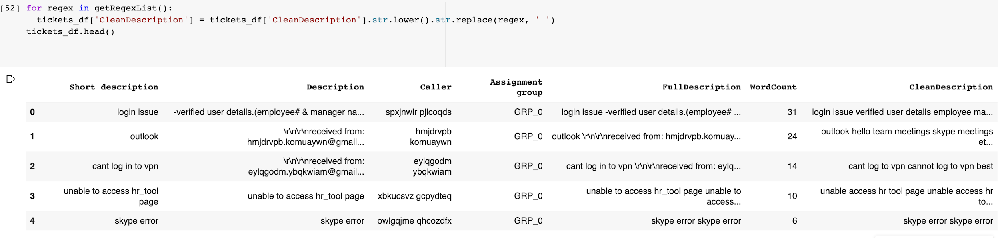 [52] for regex in getRegexList():
tickets_df['CleanDescription'] = tickets_df['CleanDescription'].str.lower().str.replace(regex, ' ')
tickets_df.head()
Short description Description Caller Assignment group FullDescription WordCount CleanDescription
0 login issue -verified user details.(employee# & manager na... spxjnwir pjlcoqds GRP_0 login issue -verified user details.(employee# ... 31 login issue verified user details employee ma...
1 outlook \r\n\r\nreceived from: hmjdrvpb.komuaywn@gmail... hmjdrvpb komuaywn GRP_0 outlook \r\n\r\nreceived from: hmjdrvpb.komuay... 24 outlook hello team meetings skype meetings et...
2 cant log in to vpn \r\n\r\nreceived from: eylqgodm.ybqkwiam@gmail... eylqgodm ybqkwiam GRP_0 cant log in to vpn \r\n\r\nreceived from: eylq... 14 cant log to vpn cannot log to vpn best
3 unable to access hr_tool page unable to access hr_tool page xbkucsvz gcpydteq GRP_0 unable to access hr_tool page unable to access... 10 unable access hr tool page unable access hr to...
4 skype error skype error owlgqjme qhcozdfx GRP_0 skype error skype error 6 skype error skype error